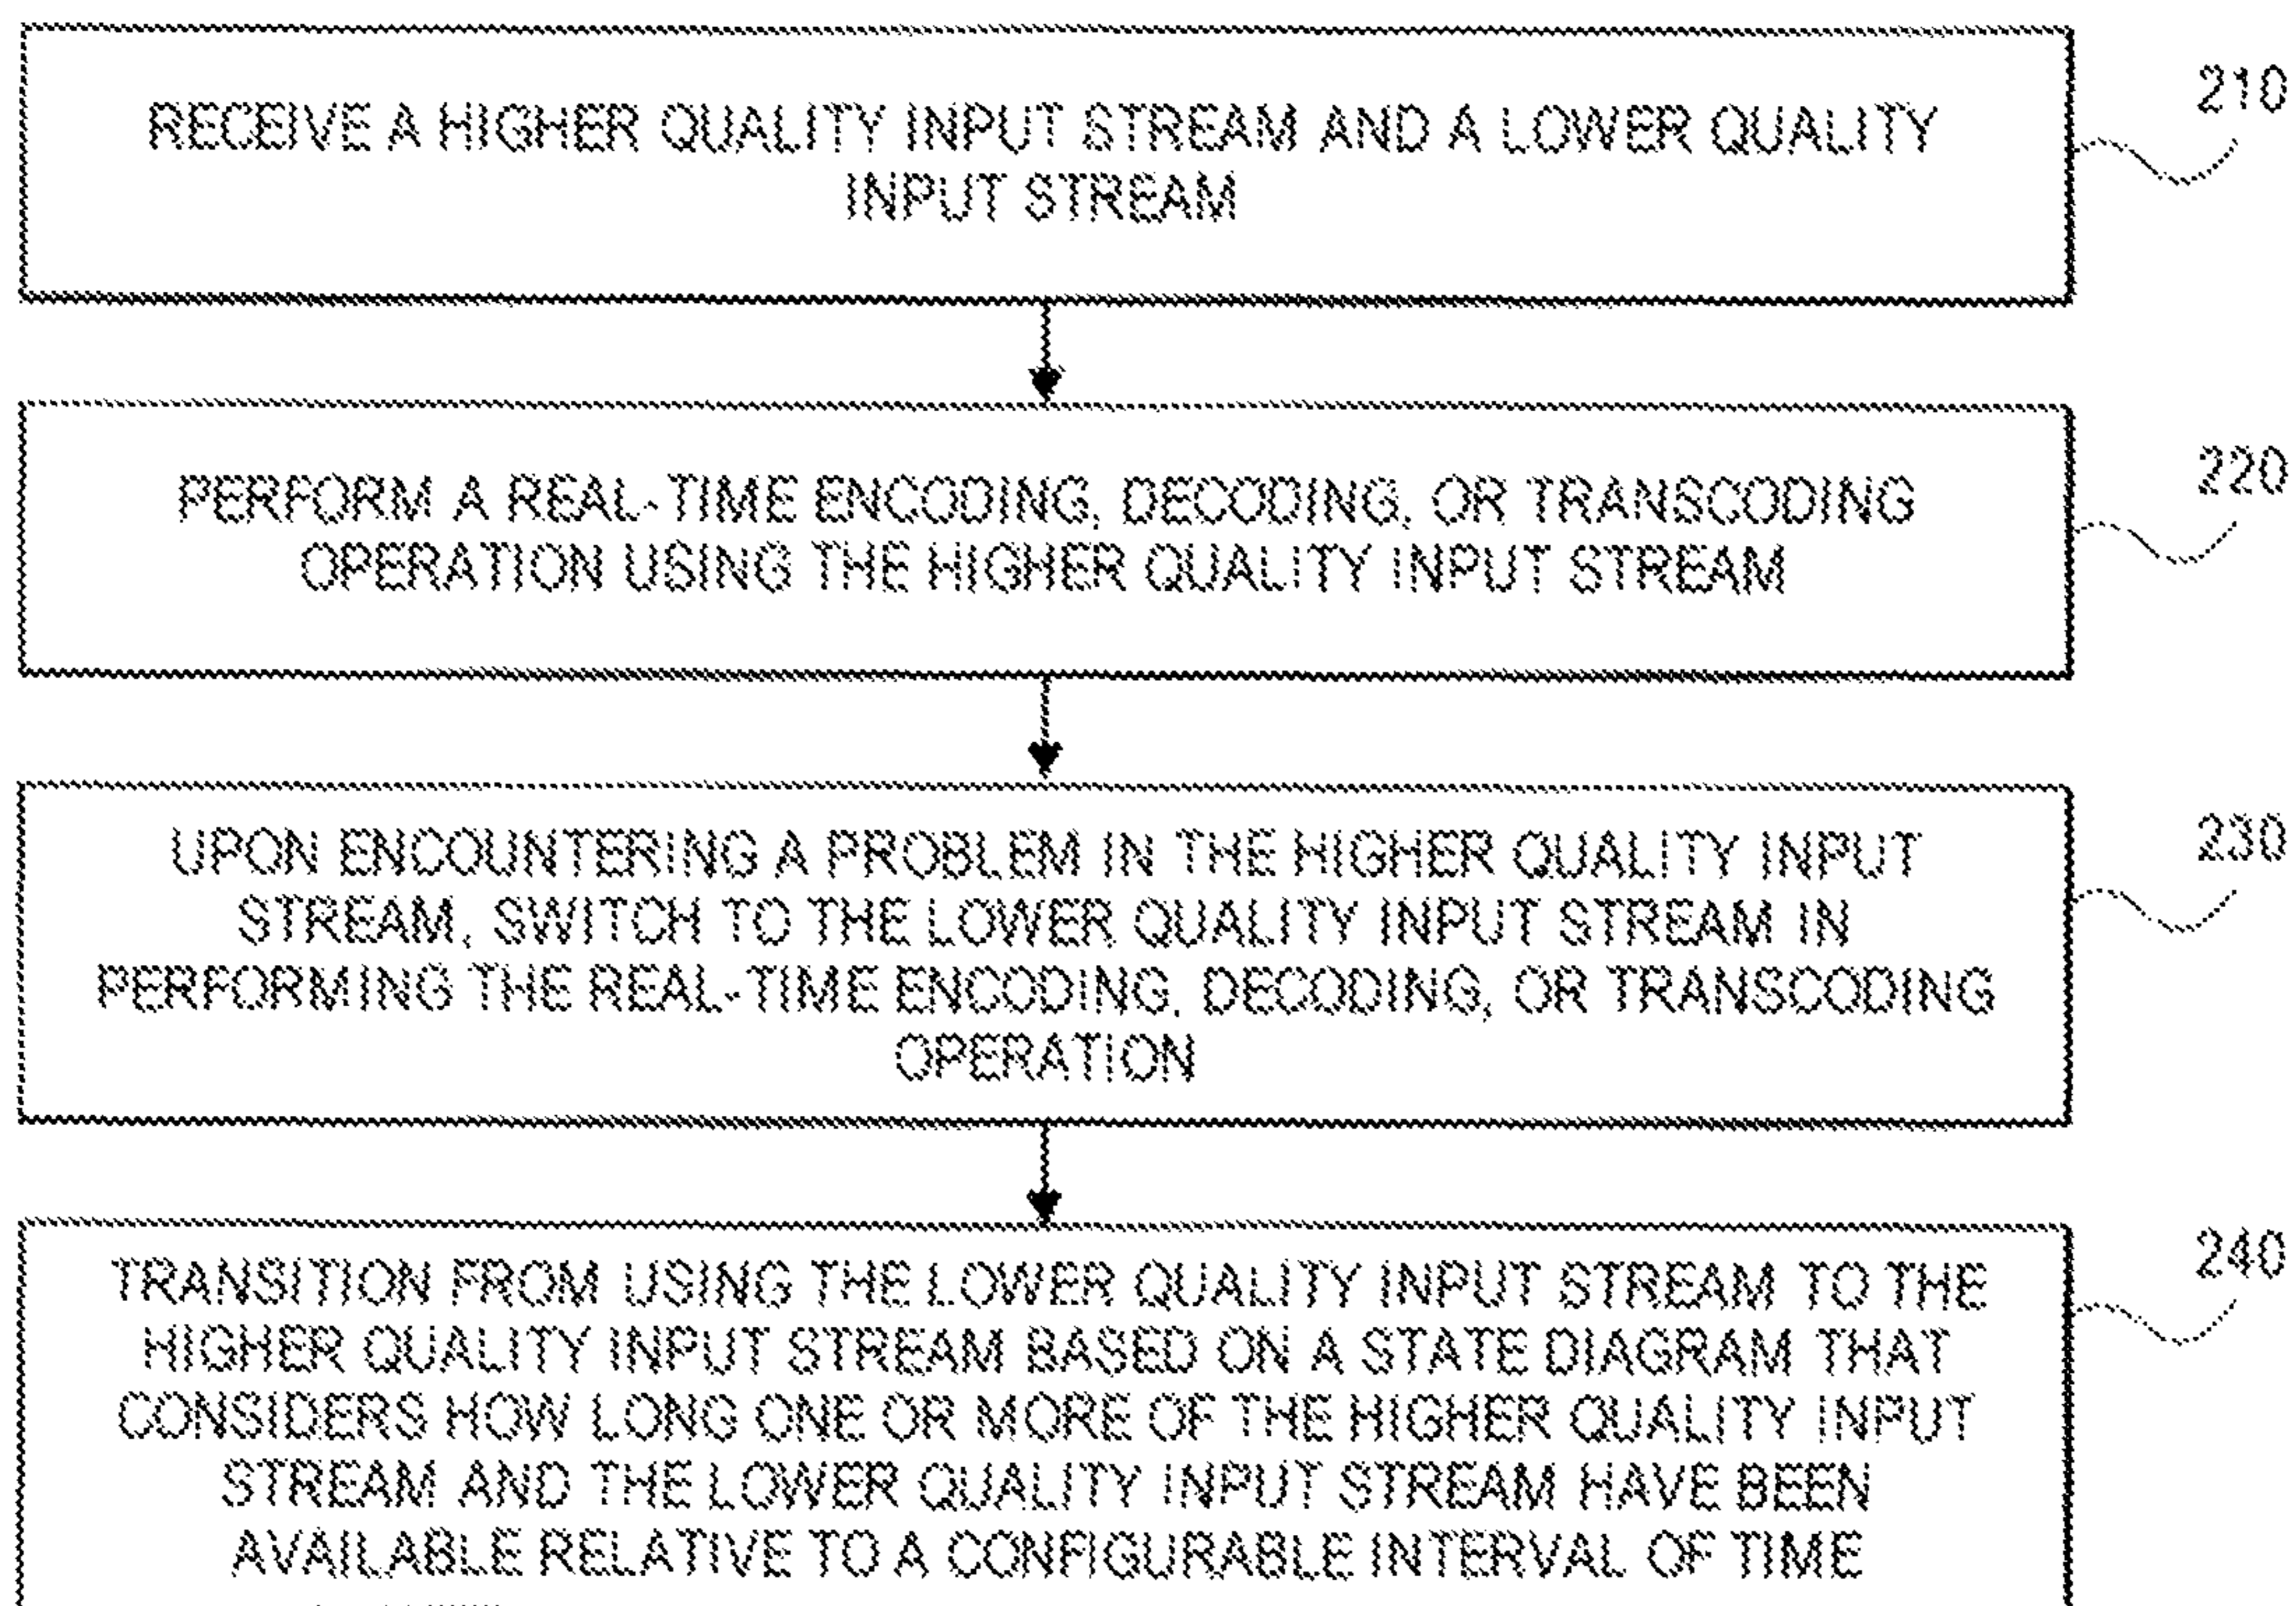 RECEIVE A HIGHER QUALITY INPUT STREAM AND A LOWER QUALITY
INPUT STREAM
210
PERFORM A REAL-TIME ENCODING, DECODING, OR TRANSCODING
OPERATION USING THE HIGHER QUALITY INPUT STREAM
220
UPON ENCOUNTERING A PROBLEM IN THE HIGHER QUALITY INPUT
STREAM, SWITCH TO THE LOWER QUALITY INPUT STREAM IN
PERFORMING THE REAL-TIME ENCODING, DECODING, OR TRANSCODING
OPERATION
230
TRANSITION FROM USING THE LOWER QUALITY INPUT STREAM TO THE
HIGHER QUALITY INPUT STREAM BASED ON A STATE DIAGRAM THAT
CONSIDERS HOW LONG ONE OR MORE OF THE HIGHER QUALITY INPUT
STREAM AND THE LOWER QUALITY INPUT STREAM HAVE BEEN
AVAILABLE RELATIVE TO A CONFIGURABLE INTERVAL OF TIME
240